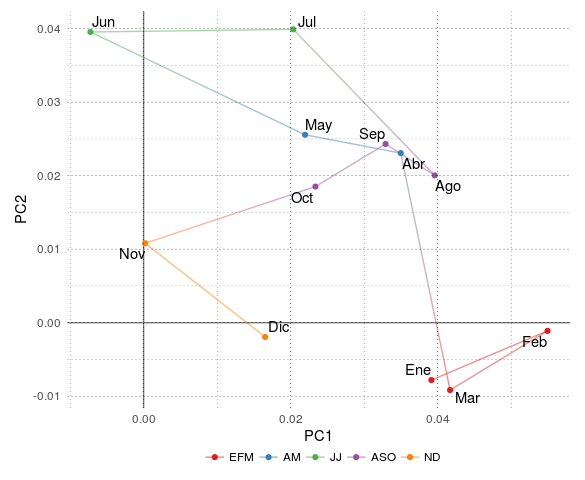 0.04
0.03
0.02
0.01
0.00
-0.01
PC2
Jun
Jul
May
Sep
Abr
Ago
Oct
Nov
Dic
Feb
Ene
Mar
0.00 0.02 0.04
PC1
EFM AM JJ ASO ND